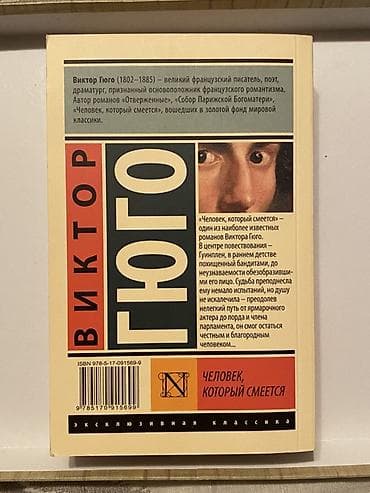 Виктор Гюго (1802–1885) – великий французский писатель, поэт,
драматург, признанный основоположник французского романтизма.
Автор романов «Отверженные», «Собор Парижской Богоматери»,
«Человек, который смеется», вошедших в золотой фонд мировой
классики.
ВИКТОР
ГЮГО
«Человек, который смеется» –
один из наиболее известных
романов Виктора Гюго.
В центре повествования –
Гуинплен, в раннем детстве
похищенный бандитами, до
неузнаваемости обезобразивши-
ми его лицо. Судьба преподнесла
ему немало испытаний, но душу
не искалечила – преодолев
нелегкий путь от ярмарочного
актера до лорда и члена
парламента, он смог остаться
честным и благородным
человеком...
ISBN 978-5-17-091569-9
9 785170 915699
N
ЧЕЛОВЕК,
КОТОРЫЙ СМЕЕТСЯ
эксклюзивная классика